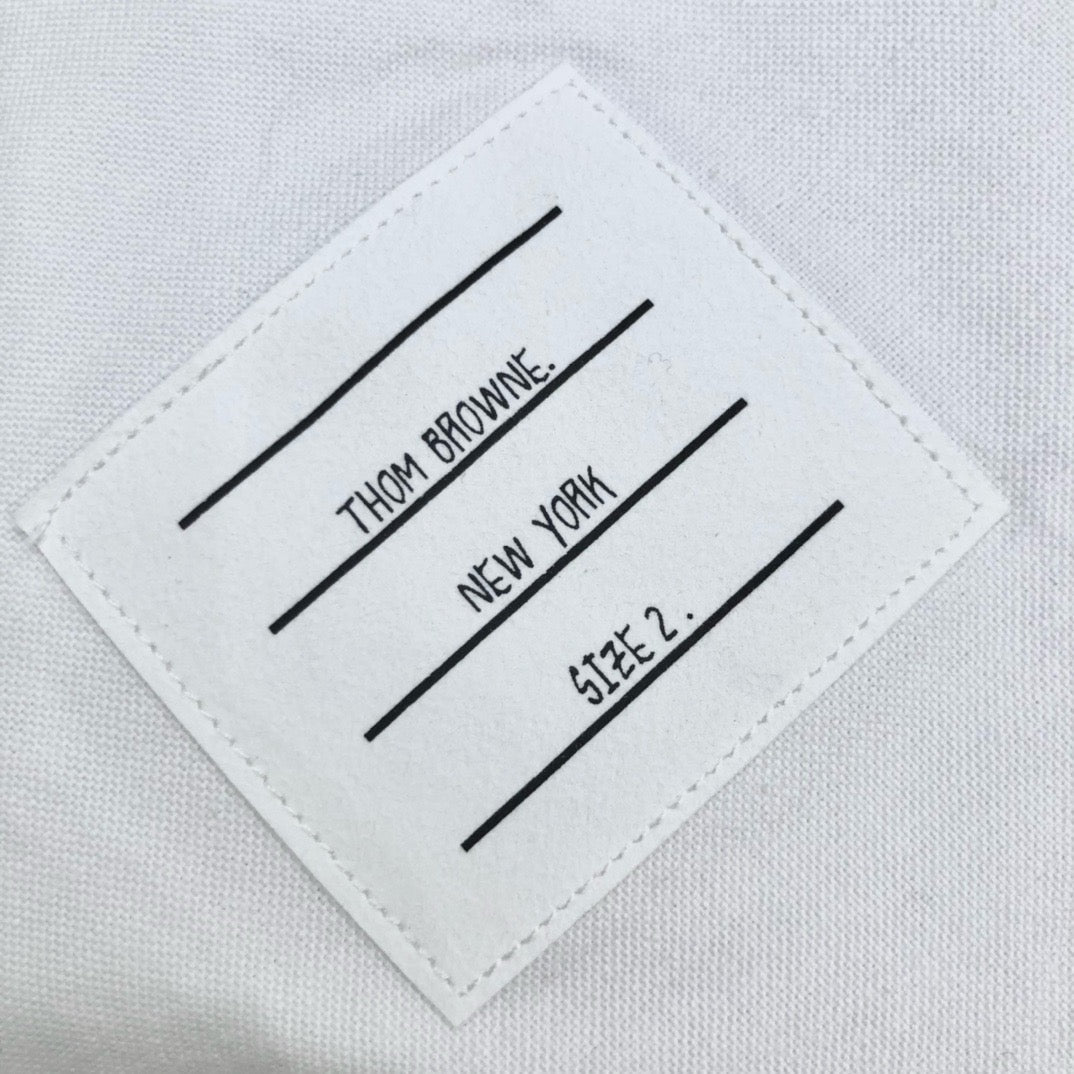 THOM BROWNE.
NEW YORK
SIZE 2.